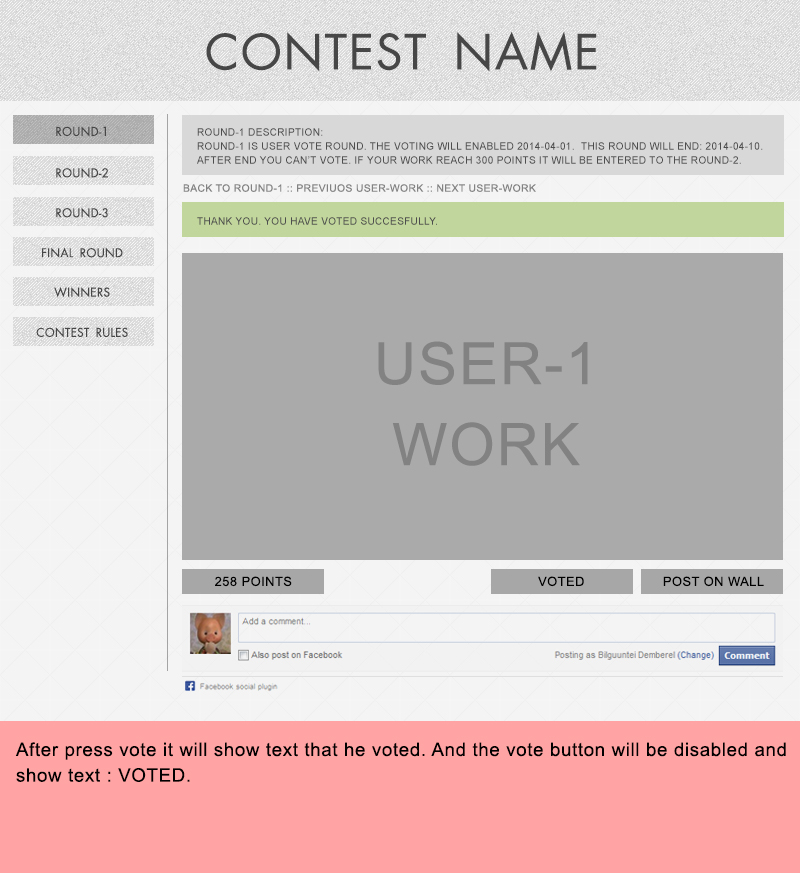 CONTEST NAME
ROUND-1
ROUND-2
ROUND-3
FINAL ROUND
WINNERS
CONTEST RULES
ROUND-1 DESCRIPTION:
ROUND-1 IS USER VOTE ROUND. THE VOTING WILL ENABLED 2014-04-01. THIS ROUND WILL END: 2014-04-10.
AFTER END YOU CAN'T VOTE. IF YOUR WORK REACH 300 POINTS IT WILL BE ENTERED TO THE ROUND-2.
BACK TO ROUND-1 :: PREVIUOS USER-WORK :: NEXT USER-WORK
THANK YOU. YOU HAVE VOTED SUCCESFULLY.
USER-1
WORK
258 POINTS
VOTED
POST ON WALL
Add a comment...
Also post on Facebook
Posting as Bilguuntei Demberel (Change)
Comment
Facebook social plugin
After press vote it will show text that he voted. And the vote button will be disabled and
show text : VOTED.